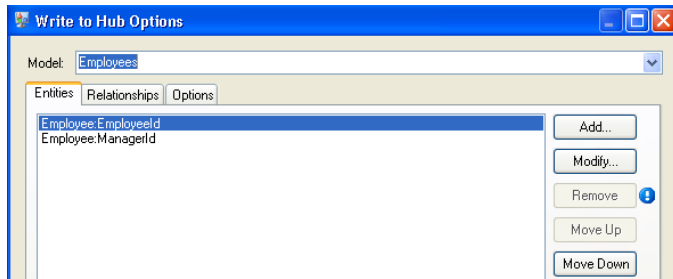 Write to Hub Options
Model: Employees
Entities Relationships Options
Employee:EmployeeId
Employee:ManagerId
Add...
Modify...
Remove
Move Up
Move Down